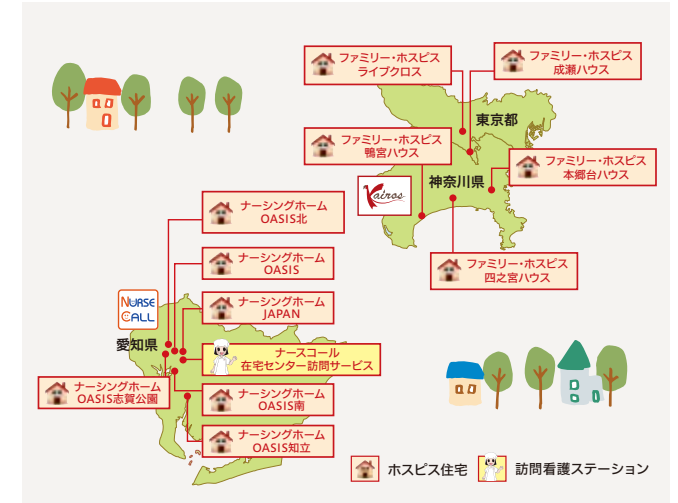 ファミリー・ホスピス
ライブクロス
ファミリー・ホスピス
成瀬ハウス
東京都
ファミリー・ホスピス
鴨宮ハウス
ファミリー・ホスピス
本郷台ハウス
神奈川県
Kairos
ファミリー・ホスピス
四之宮ハウス
ナーシングホーム
OASIS北
ナーシングホーム
OASIS
ナーシングホーム
JAPAN
NURSE
CALL
愛知県
ナースコール
在宅センター訪問サービス
ナーシングホーム
OASIS志賀公園
ナーシングホーム
OASIS南
ナーシングホーム
OASIS知立
ホスピス住宅
訪問看護ステーション